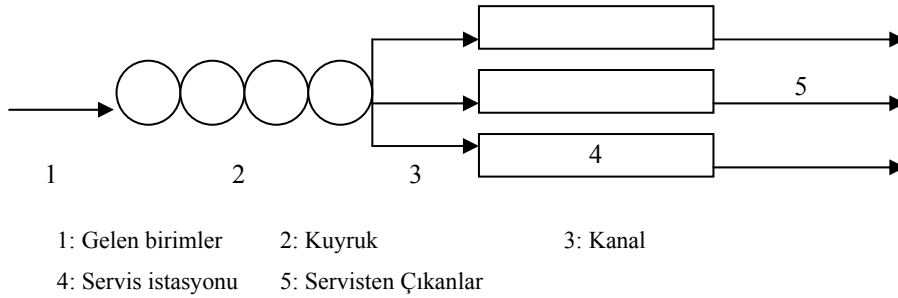 5
4
1 2 3
1: Gelen birimler 2: Kuyruk 3: Kanal
4: Servis istasyonu 5: Servisten Çıkanlar